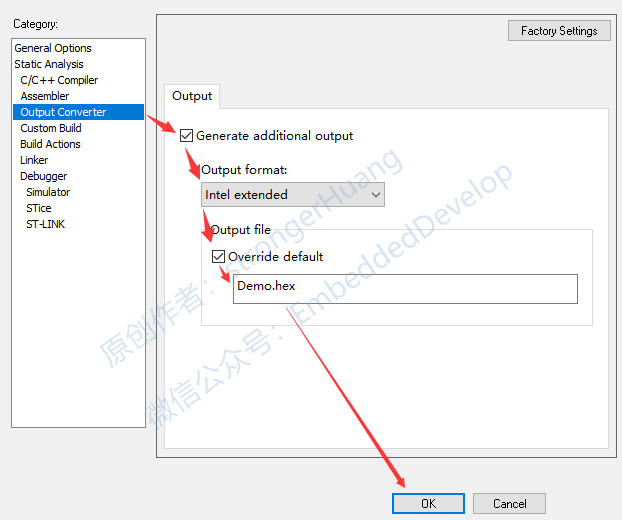 Category:
General Options
Static Analysis
C/C++ Compiler
Assembler
Output Converter
Custom Build
Build Actions
Linker
Debugger
Simulator
STice
ST-LINK
Factory Settings
Output
Generate additional output
Output format:
Intel extended
Output file
Override default
Demo.hex
原创作者：strongerHuang
微信公众号：EmbeddedDevelop
OK
Cancel